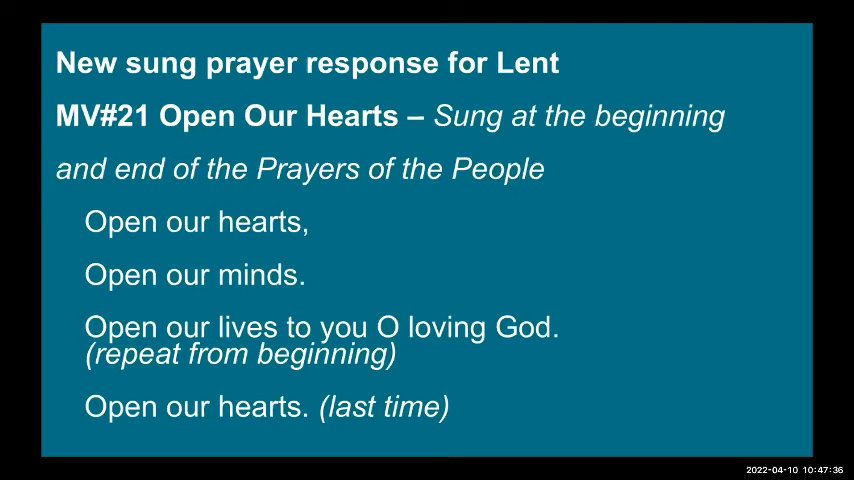 New sung prayer response for Lent
MV#21 Open Our Hearts – Sung at the beginning
and end of the Prayers of the People
Open our hearts,
Open our minds.
Open our lives to you O loving God.
(repeat from beginning)
Open our hearts. (last time)
2022-04-10 10:47:36